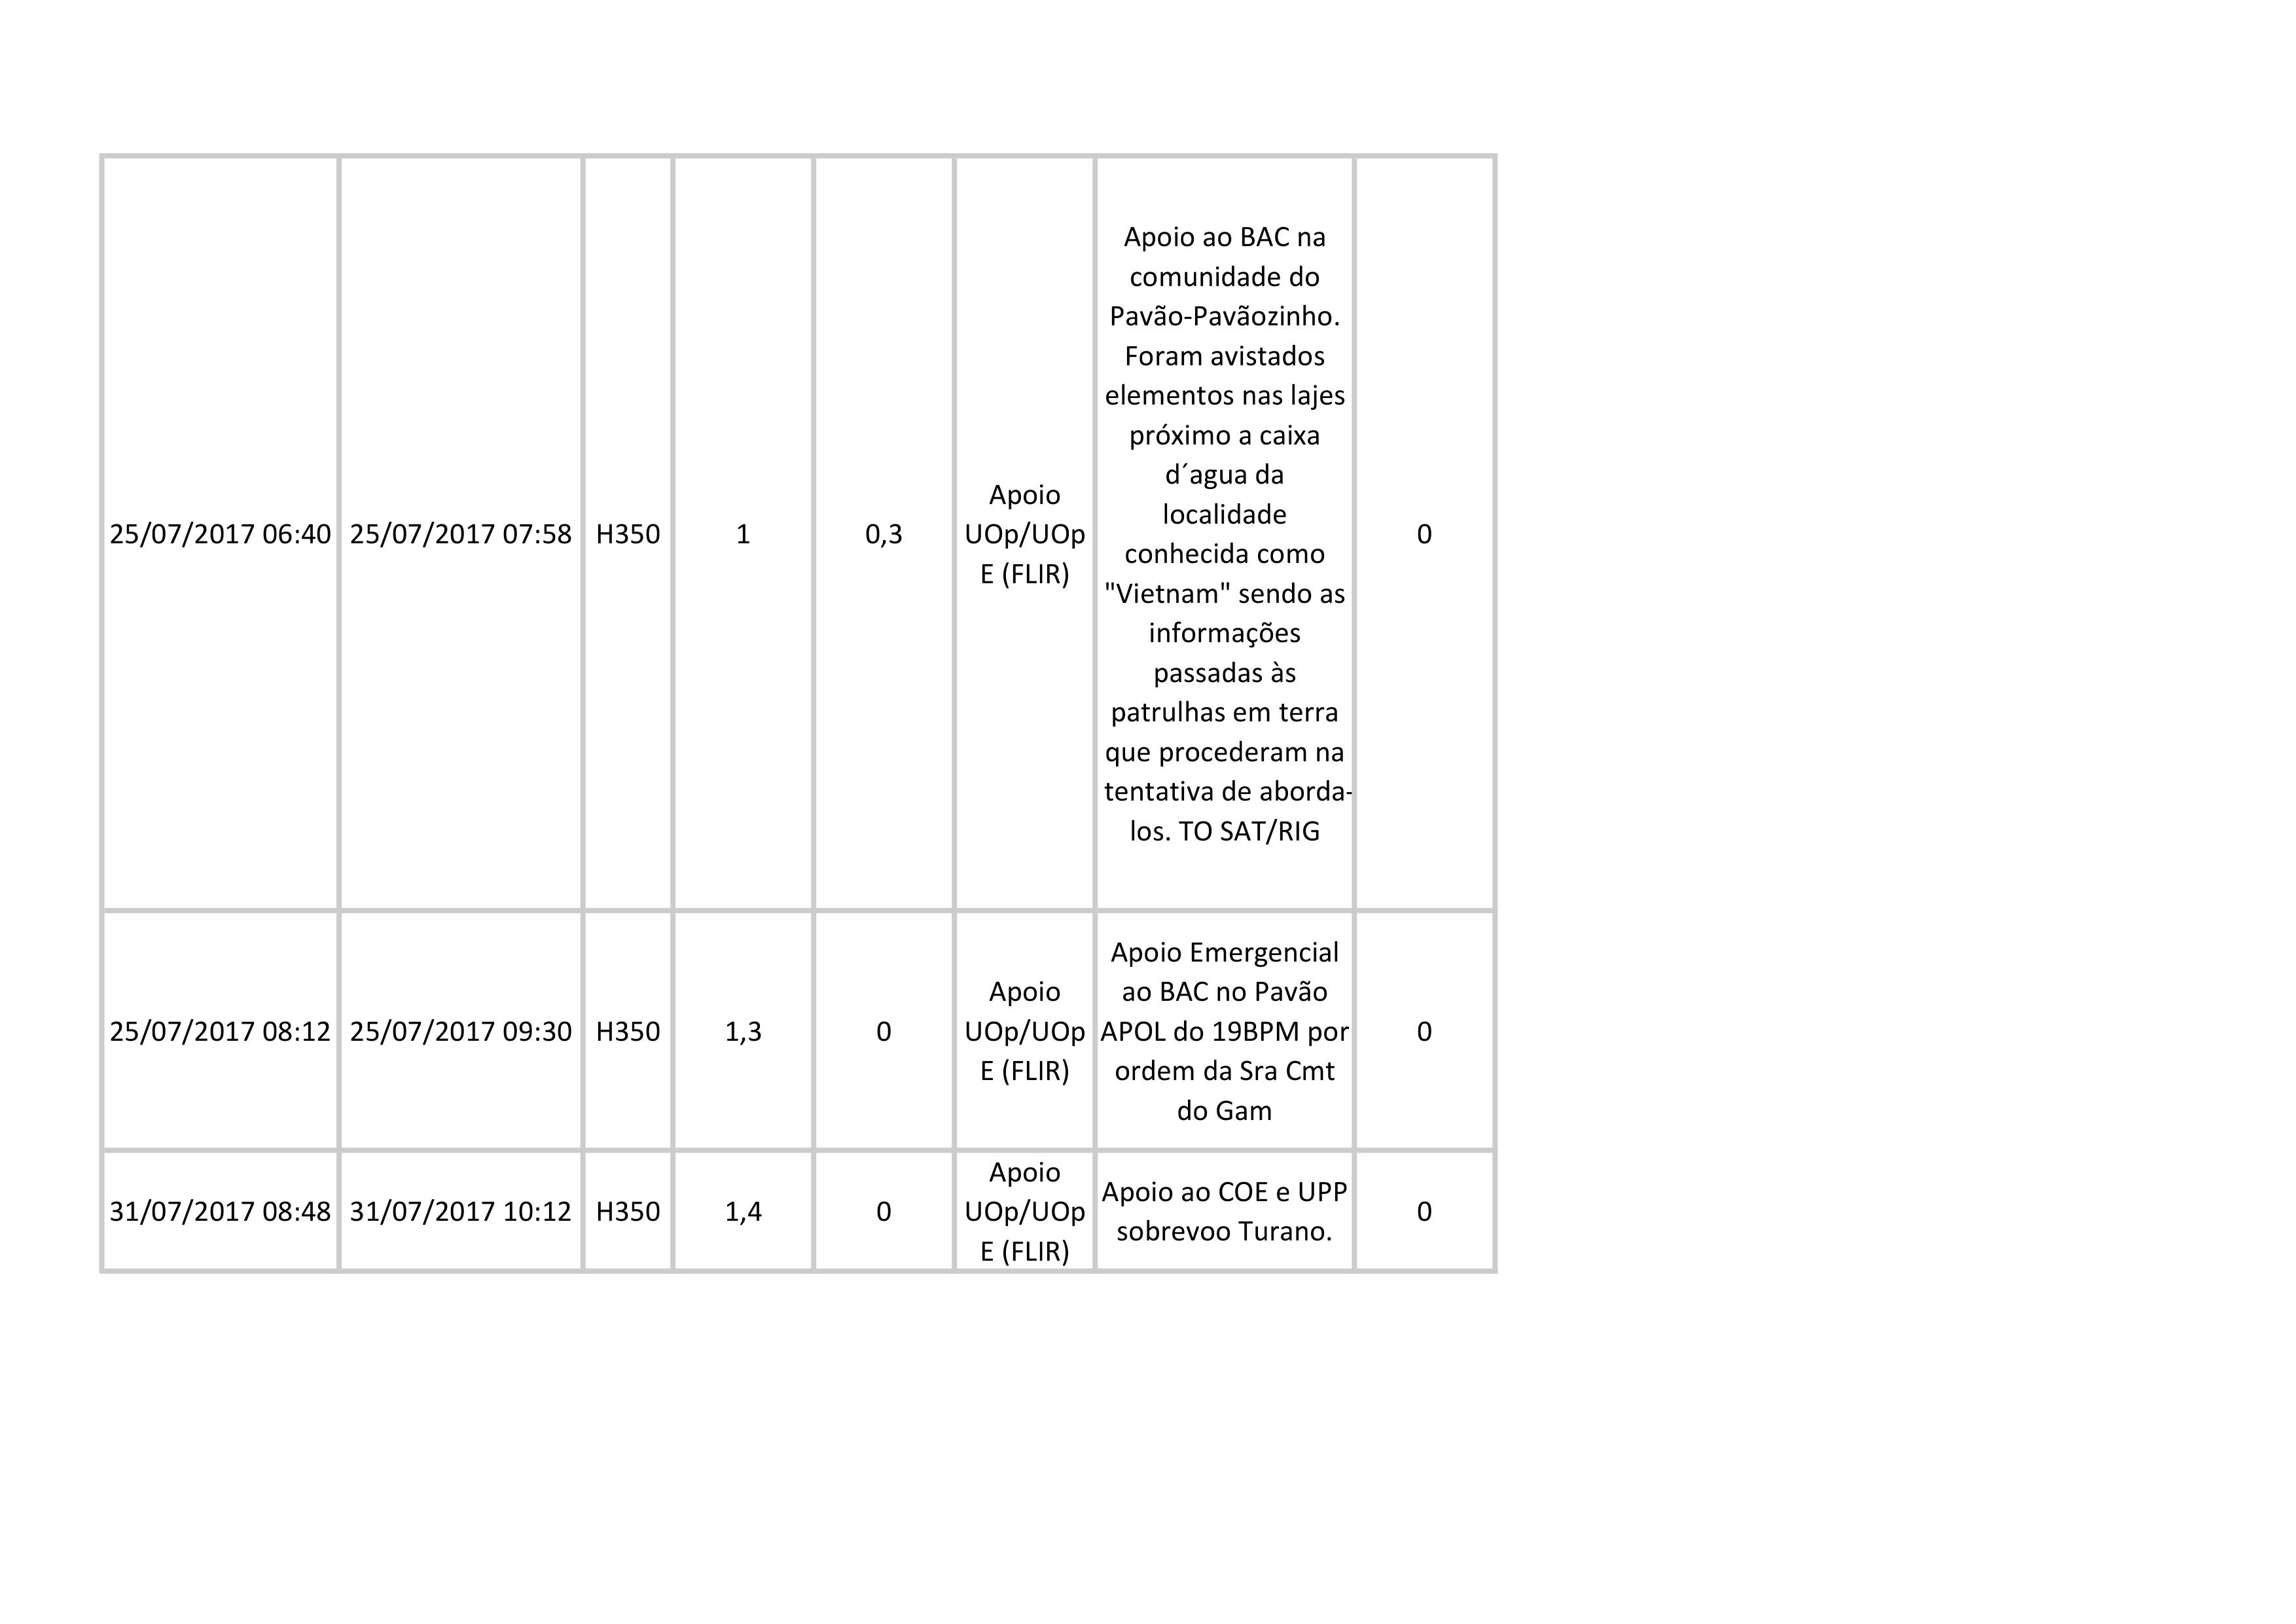 25/07/2017 06:40
25/07/2017 07:58
H350
1
0,3
Apoio
UOp/UOp
E (FLIR)
Apoio ao BAC na
comunidade do
Pavão-Pavãozinho.
Foram avistados
elementos nas lajes
próximo a caixa
d´agua da
localidade
conhecida como
"Vietnam" sendo as
informações
passadas às
patrulhas em terra
que procederam na
tentativa de aborda-
los. TO SAT/RIG
0
25/07/2017 08:12
25/07/2017 09:30
H350
1,3
0
Apoio
UOp/UOp
E (FLIR)
Apoio Emergencial
ao BAC no Pavão
APOL do 19BPM por
ordem da Sra Cmt
do Gam
0
31/07/2017 08:48
31/07/2017 10:12
H350
1,4
0
Apoio
UOp/UOp
E (FLIR)
Apoio ao COE e UPP
sobrevoo Turano.
0